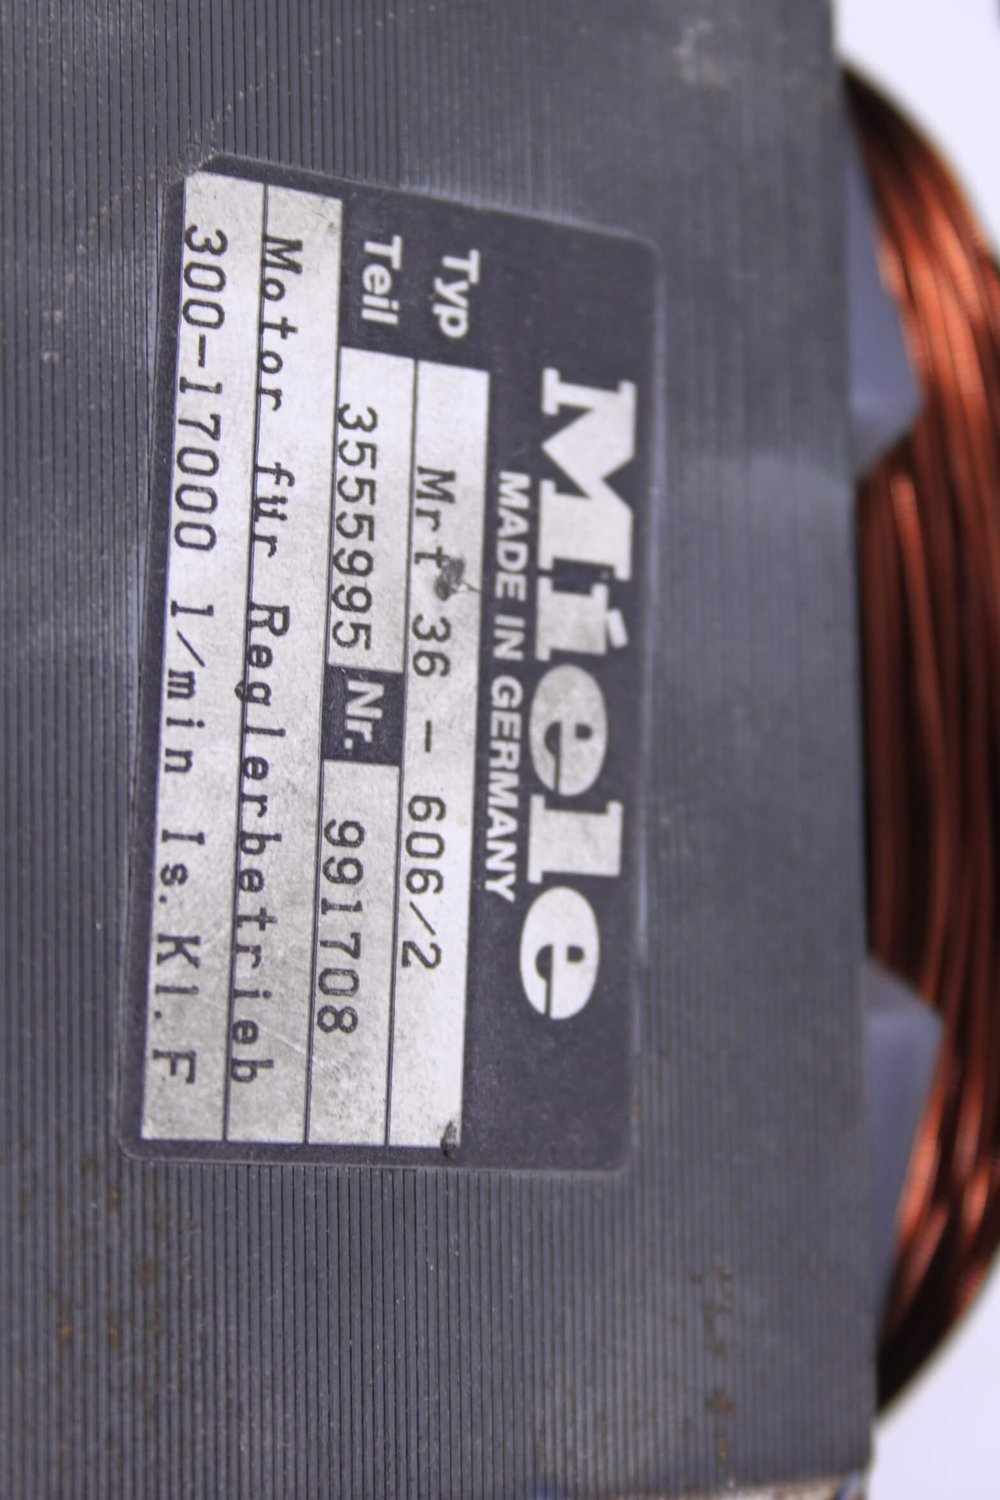 Miele
MADE IN GERMANY
Typ Mrt 36 - 606/2
Teil 3555995 Nr. 991708
Motor für Reglerbetrieb
300-17000 1/min Is.Kl.F